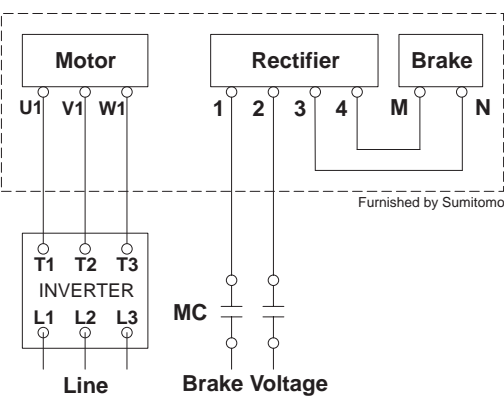 Motor Rectifier Brake
U1 V1 W1 1 2 3 4 M N
Furnished by Sumitomo
T1 T2 T3
INVERTER
L1 L2 L3
MC
Line Brake Voltage